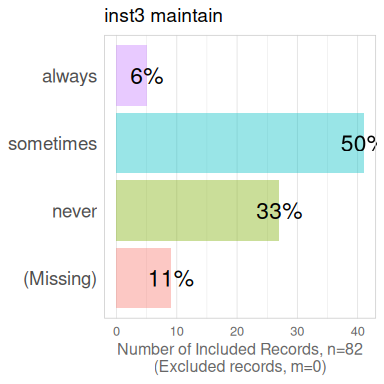 inst3 maintain
always
6%
sometimes
50%
never
33%
(Missing)
11%
0 10 20 30 40
Number of Included Records, n=82
(Excluded records, m=0)